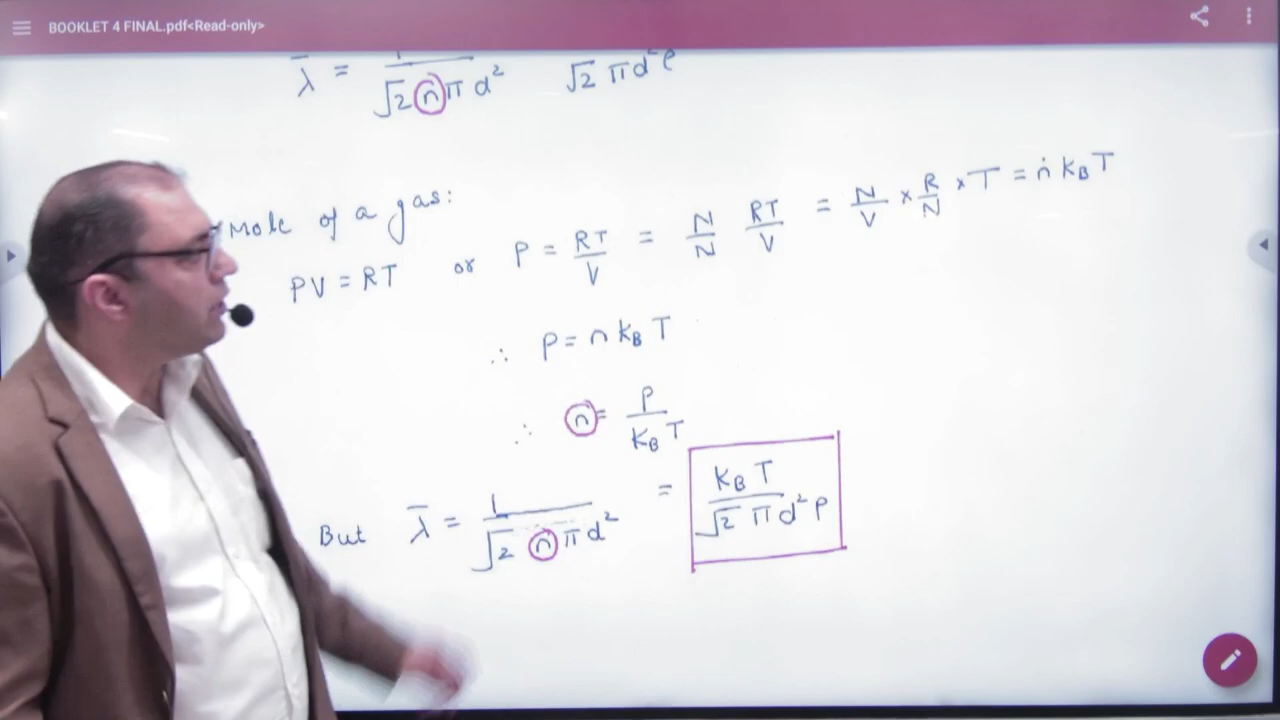 BOOKLET 4 FINAL.pdf<Read-only>
λ̄ = 1/(√2 n π d²) √2 π d² ρ
Mole of a gas:
PV = RT or P = RT/V = N/N RT/V = N/V × R/N × T = n k_B T
∴ P = n k_B T
∴ n = P/(k_B T)
But λ̄ = 1/(√2 n π d²) = k_B T/(√2 π d² P)